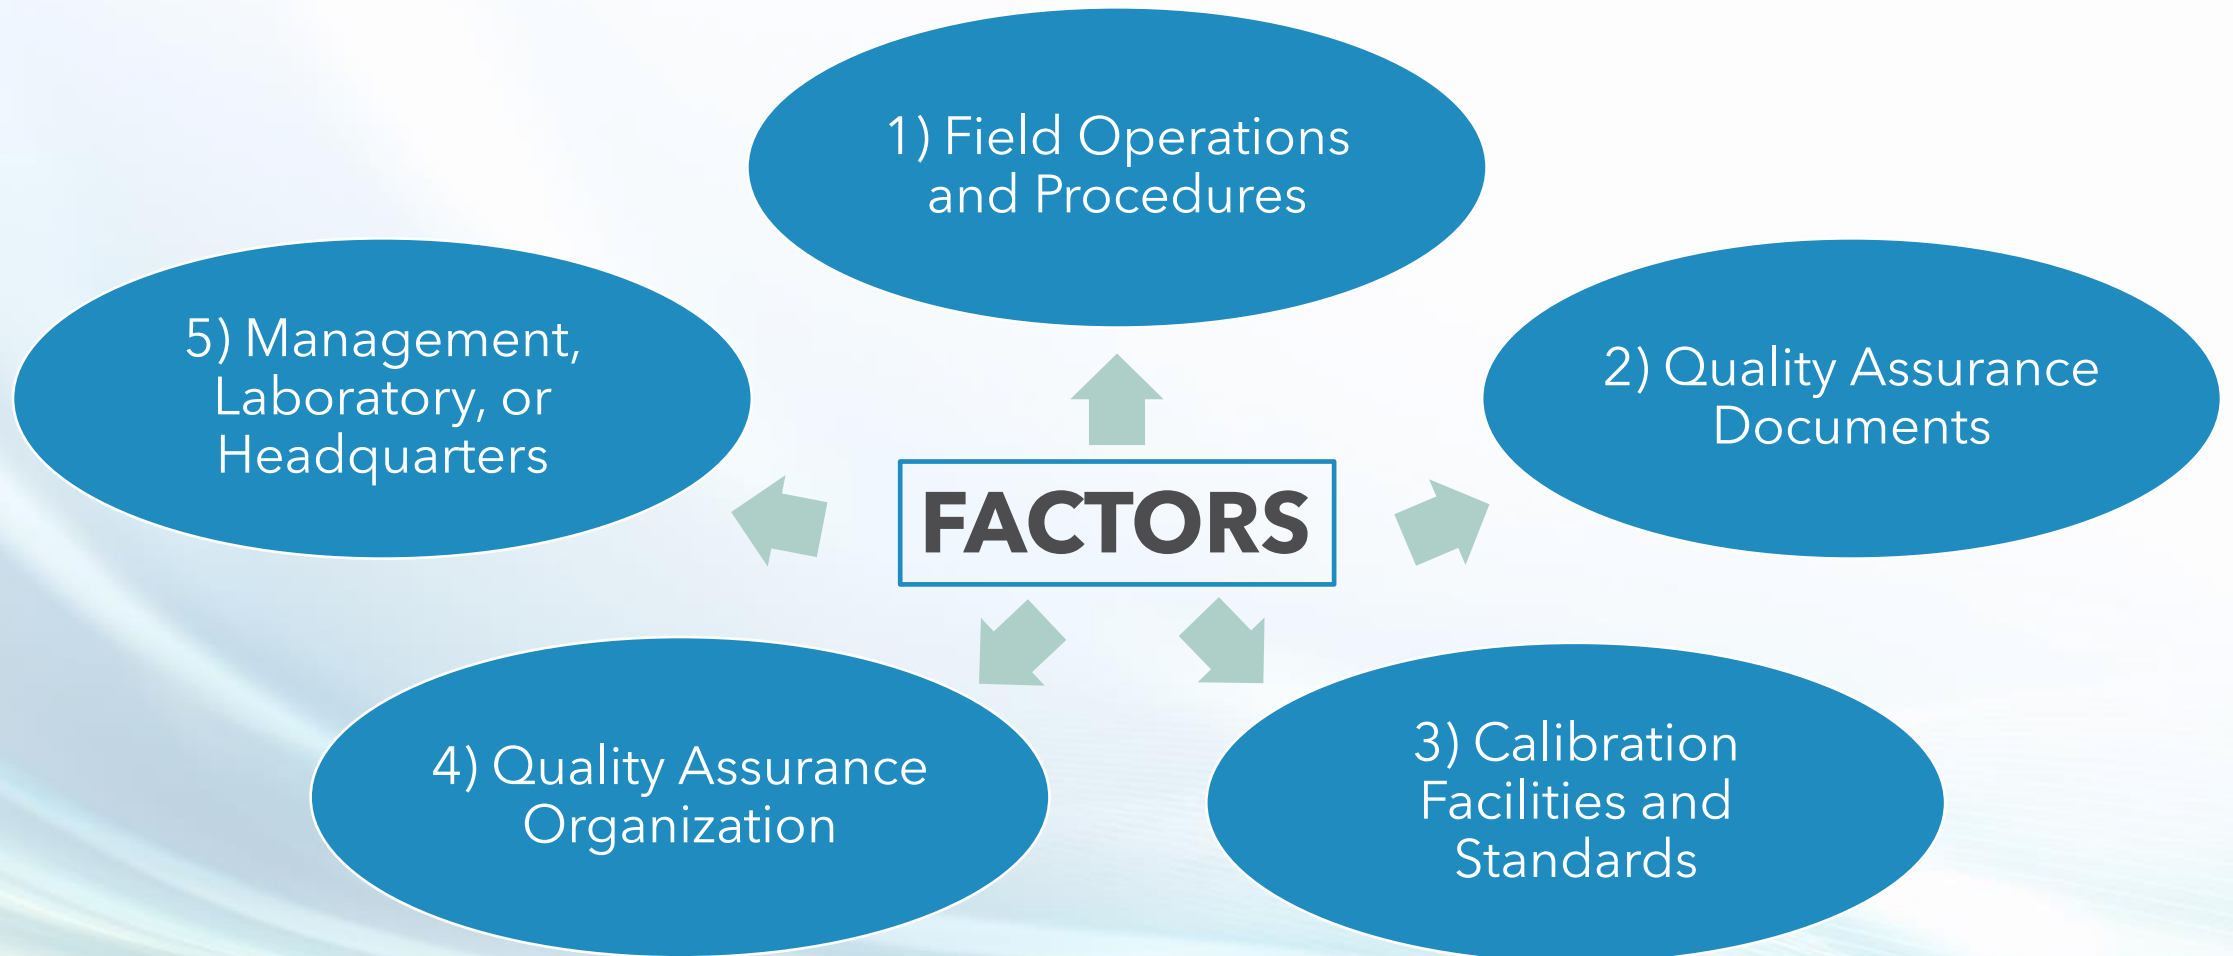 1) Field Operations
and Procedures
2) Quality Assurance
Documents
3) Calibration
Facilities and
Standards
4) Quality Assurance
Organization
5) Management,
Laboratory, or
Headquarters
FACTORS